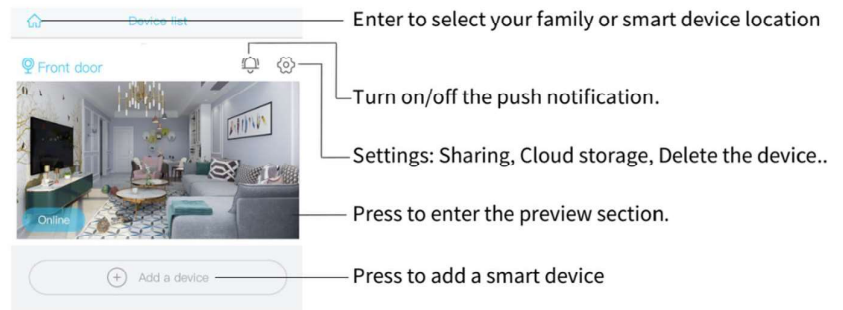 Device list
Enter to select your family or smart device location
Front door
Turn on/off the push notification.
Settings: Sharing, Cloud storage, Delete the device..
Online
Press to enter the preview section.
Add a device
Press to add a smart device